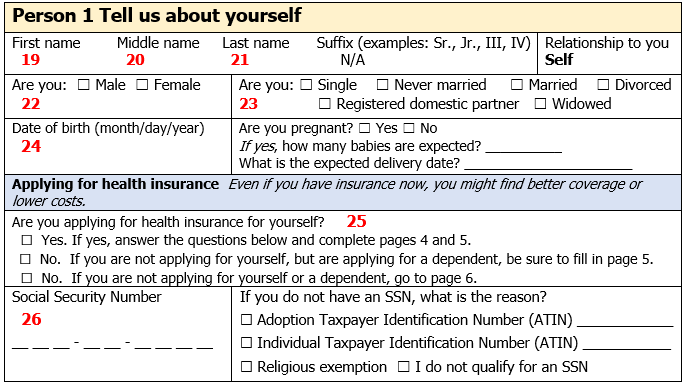 Person 1 Tell us about yourself
First name Middle name Last name Suffix (examples: Sr., Jr., III, IV) Relationship to you
19 20 21 N/A Self
Are you: ☐ Male ☐ Female Are you: ☐ Single ☐ Never married ☐ Married ☐ Divorced
22 23 ☐ Registered domestic partner ☐ Widowed
Date of birth (month/day/year) Are you pregnant? ☐ Yes ☐ No
24 If yes, how many babies are expected? _________
What is the expected delivery date? ____________________
Applying for health insurance Even if you have insurance now, you might find better coverage or
lower costs.
Are you applying for health insurance for yourself? 25
☐ Yes. If yes, answer the questions below and complete pages 4 and 5.
☐ No. If you are not applying for yourself, but are applying for a dependent, be sure to fill in page 5.
☐ No. If you are not applying for yourself or a dependent, go to page 6.
Social Security Number If you do not have an SSN, what is the reason?
26 ☐ Adoption Taxpayer Identification Number (ATIN) ___________
__ __ __ - __ __ - __ __ __ __ ☐ Individual Taxpayer Identification Number (ATIN) ___________
☐ Religious exemption ☐ I do not qualify for an SSN